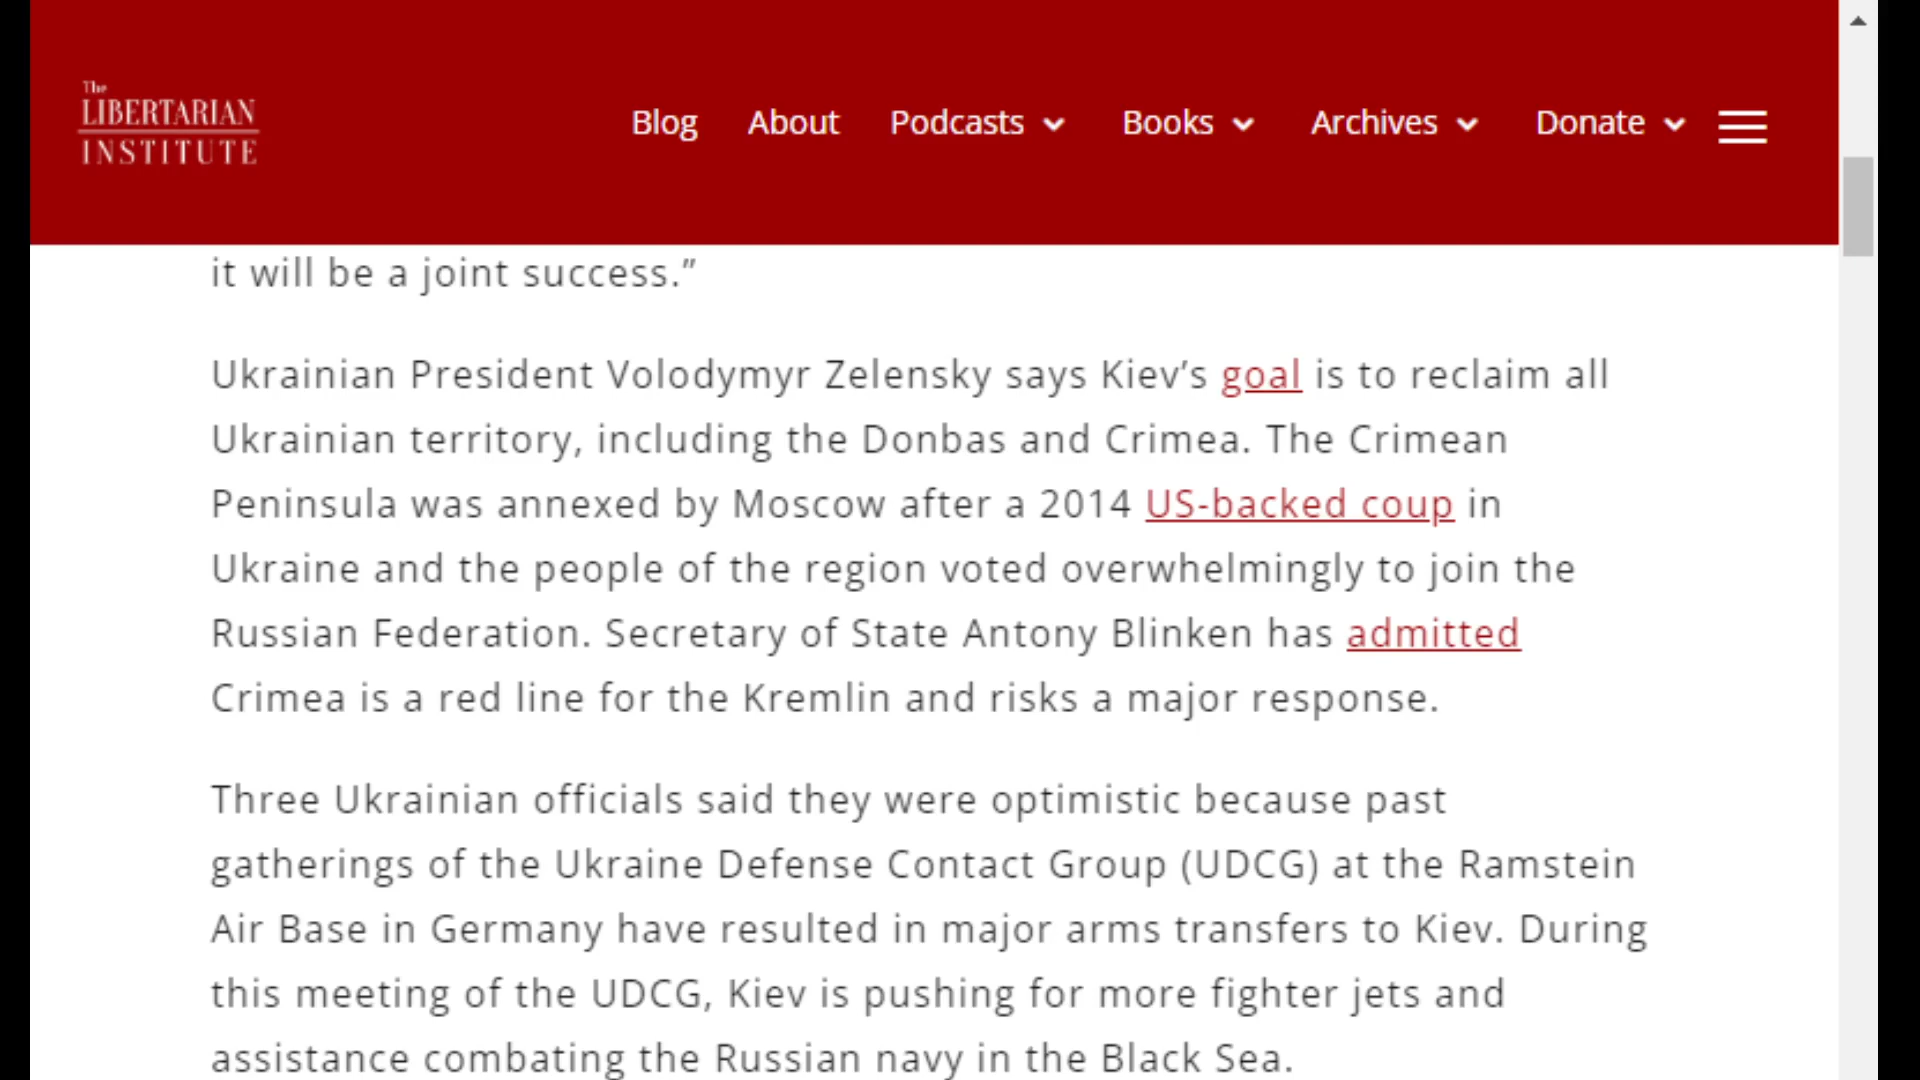 The
LIBERTARIAN
INSTITUTE
Blog About Podcasts Books Archives Donate
it will be a joint success.”
Ukrainian President Volodymyr Zelensky says Kiev’s goal is to reclaim all
Ukrainian territory, including the Donbas and Crimea. The Crimean
Peninsula was annexed by Moscow after a 2014 US-backed coup in
Ukraine and the people of the region voted overwhelmingly to join the
Russian Federation. Secretary of State Antony Blinken has admitted
Crimea is a red line for the Kremlin and risks a major response.
Three Ukrainian officials said they were optimistic because past
gatherings of the Ukraine Defense Contact Group (UDCG) at the Ramstein
Air Base in Germany have resulted in major arms transfers to Kiev. During
this meeting of the UDCG, Kiev is pushing for more fighter jets and
assistance combating the Russian navy in the Black Sea.